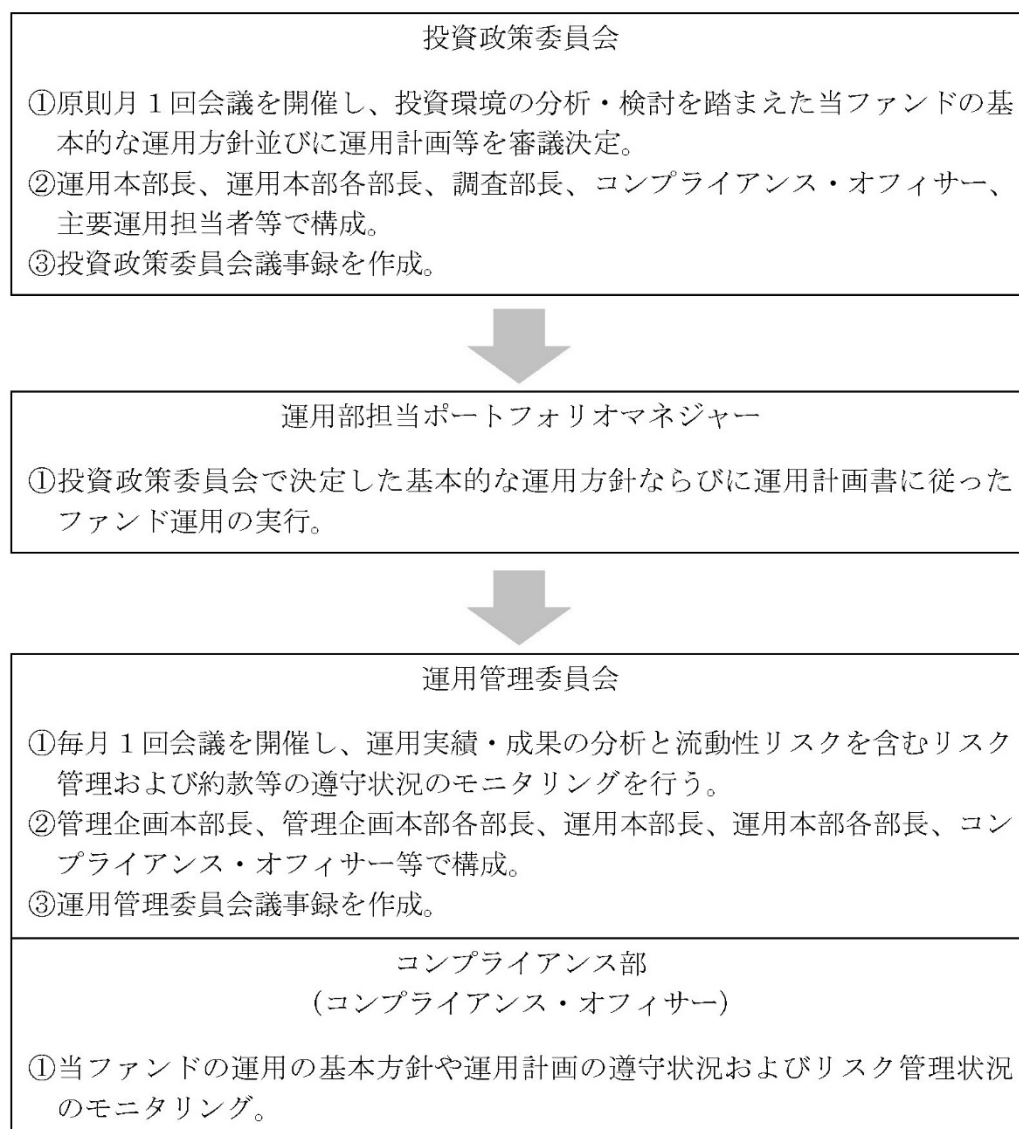 投資政策委員会
①原則月１回会議を開催し、投資環境の分析・検討を踏まえた当ファンドの基
本的な運用方針並びに運用計画等を審議決定。
②運用本部長、運用本部各部長、調査部長、コンプライアンス・オフィサー、
主要運用担当者等で構成。
③投資政策委員会議事録を作成。
運用部担当ポートフォリオマネジャー
①投資政策委員会で決定した基本的な運用方針ならびに運用計画書に従った
ファンド運用の実行。
運用管理委員会
①毎月１回会議を開催し、運用実績・成果の分析と流動性リスクを含むリスク
管理および約款等の遵守状況のモニタリングを行う。
②管理企画本部長、管理企画本部各部長、運用本部長、運用本部各部長、コン
プライアンス・オフィサー等で構成。
③運用管理委員会議事録を作成。
コンプライアンス部
（コンプライアンス・オフィサー）
①当ファンドの運用の基本方針や運用計画の遵守状況およびリスク管理状況
のモニタリング。